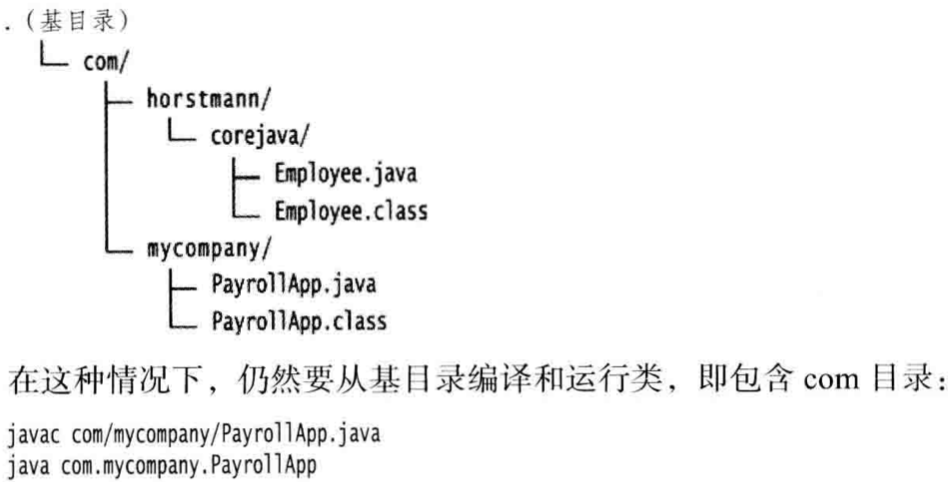 .（基目录）
com/
horstmann/
corejava/
Employee.java
Employee.class
mycompany/
PayrollApp.java
PayrollApp.class
在这种情况下，仍然要从基目录编译和运行类，即包含 com 目录：
javac com/mycompany/PayrollApp.java
java com.mycompany.PayrollApp